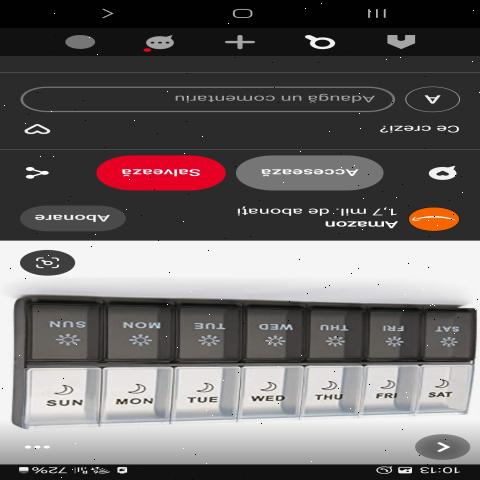 10:13 72%
SUN MON TUE WED THU FRI SAT
SAT FRI THU WED TUE MON SUN
Amazon
1,7 mil. de abonați
Abonare
Accesează Salvează
Ce crezi?
A Adaugă un comentariu